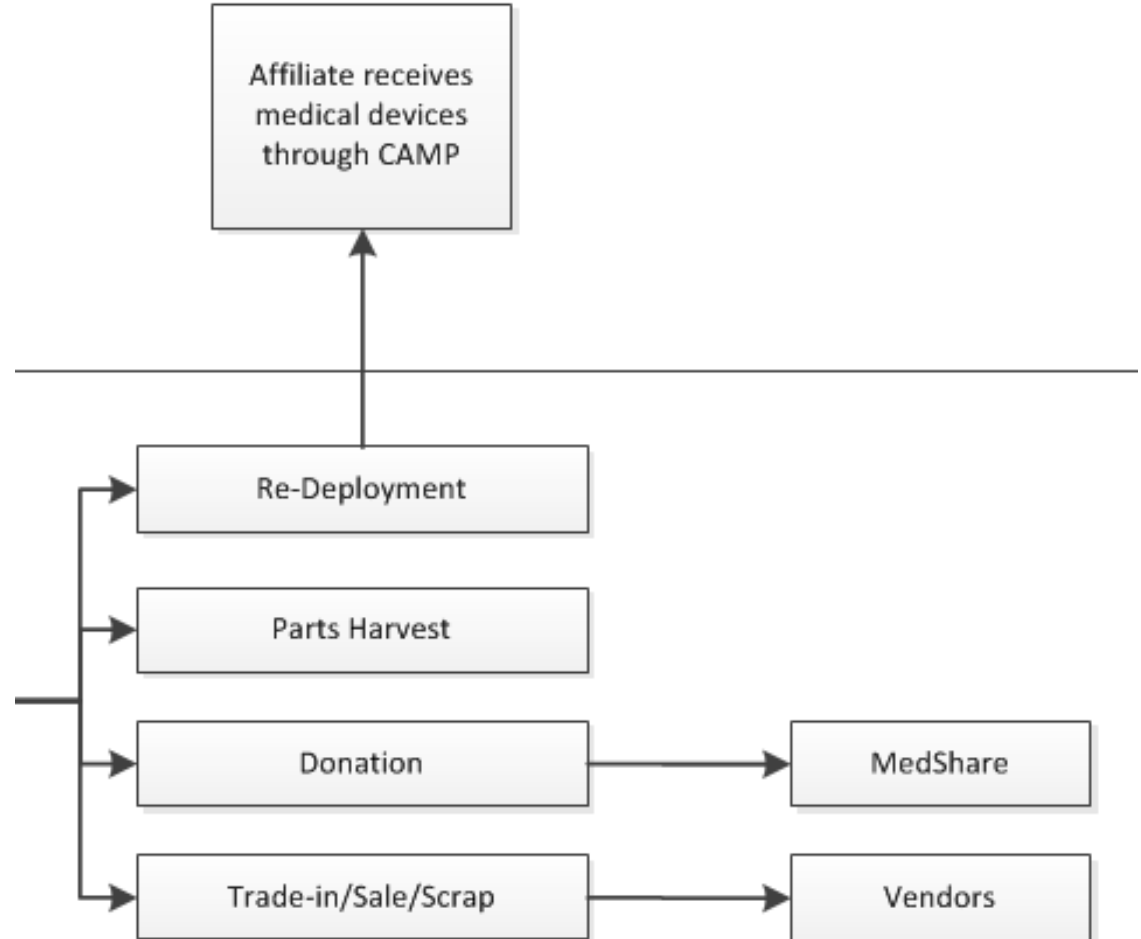 Affiliate receives
medical devices
through CAMP
Re-Deployment
Parts Harvest
Donation
MedShare
Trade-in/Sale/Scrap
Vendors